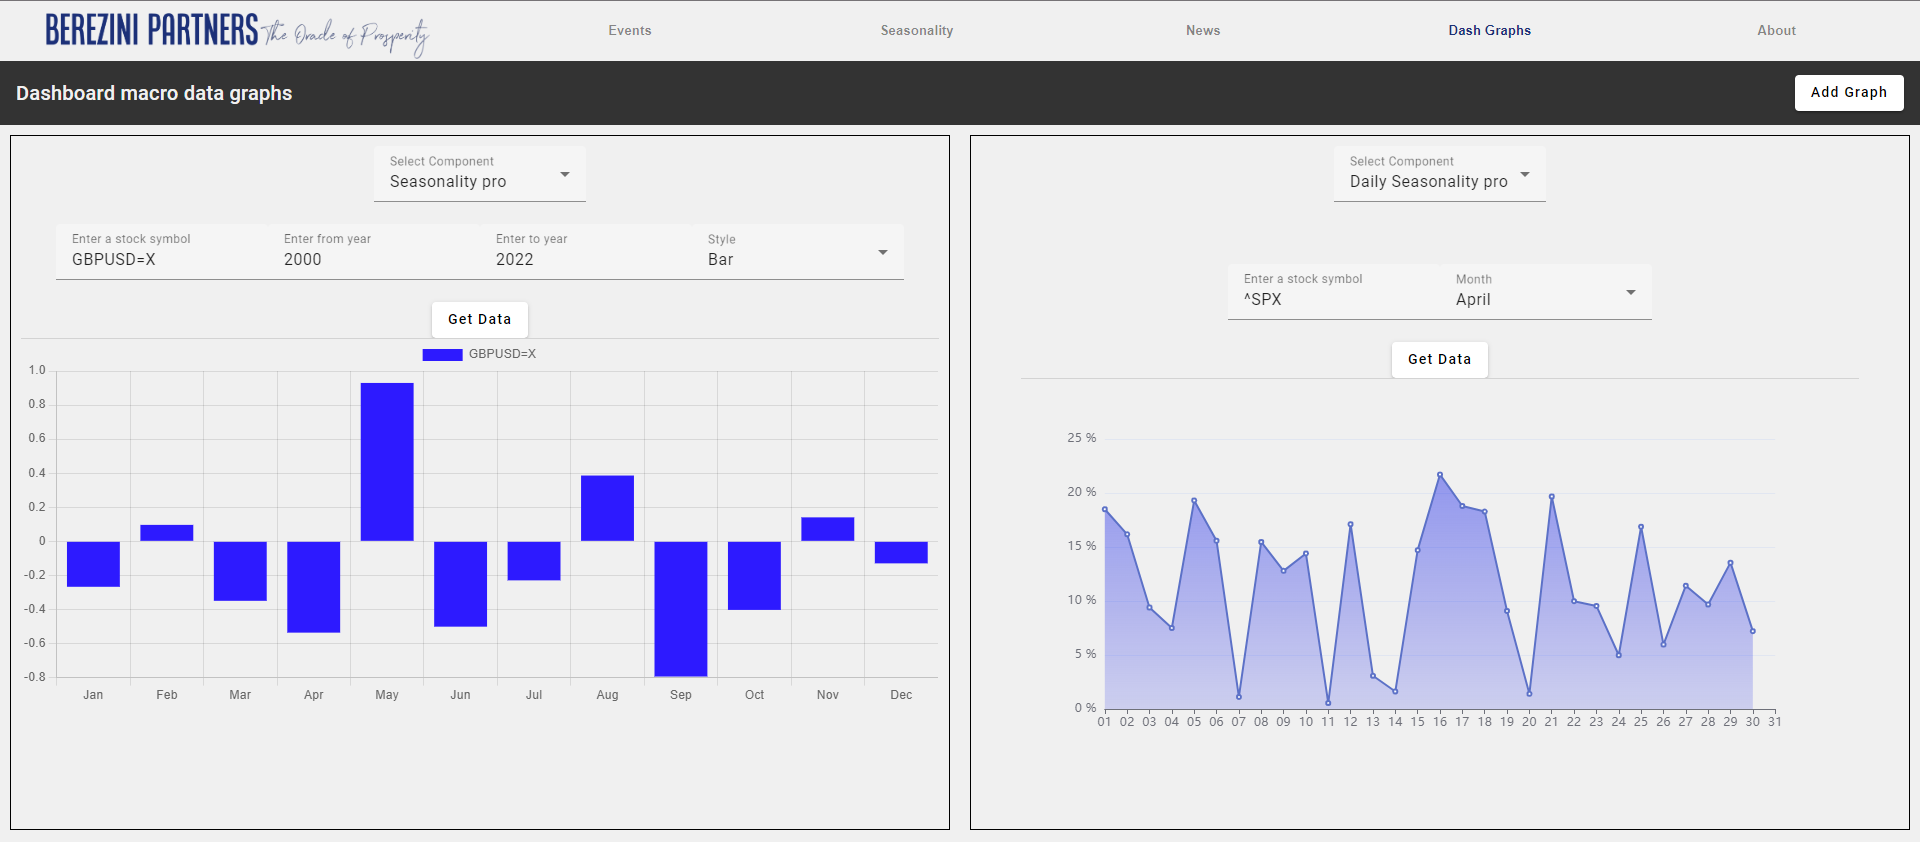 BEREZINI PARTNERS The Oracle of Prosperity
Events Seasonality News Dash Graphs About
Dashboard macro data graphs
Add Graph
Select Component
Seasonality pro
Enter a stock symbol Enter from year Enter to year Style
GBPUSD=X 2000 2022 Bar
Get Data
GBPUSD=X
1.0
0.8
0.6
0.4
0.2
0
-0.2
-0.4
-0.6
-0.8
Jan Feb Mar Apr May Jun Jul Aug Sep Oct Nov Dec
Select Component
Daily Seasonality pro
Enter a stock symbol Month
^SPX April
Get Data
25 %
20 %
15 %
10 %
5 %
0 %
01 02 03 04 05 06 07 08 09 10 11 12 13 14 15 16 17 18 19 20 21 22 23 24 25 26 27 28 29 30 31